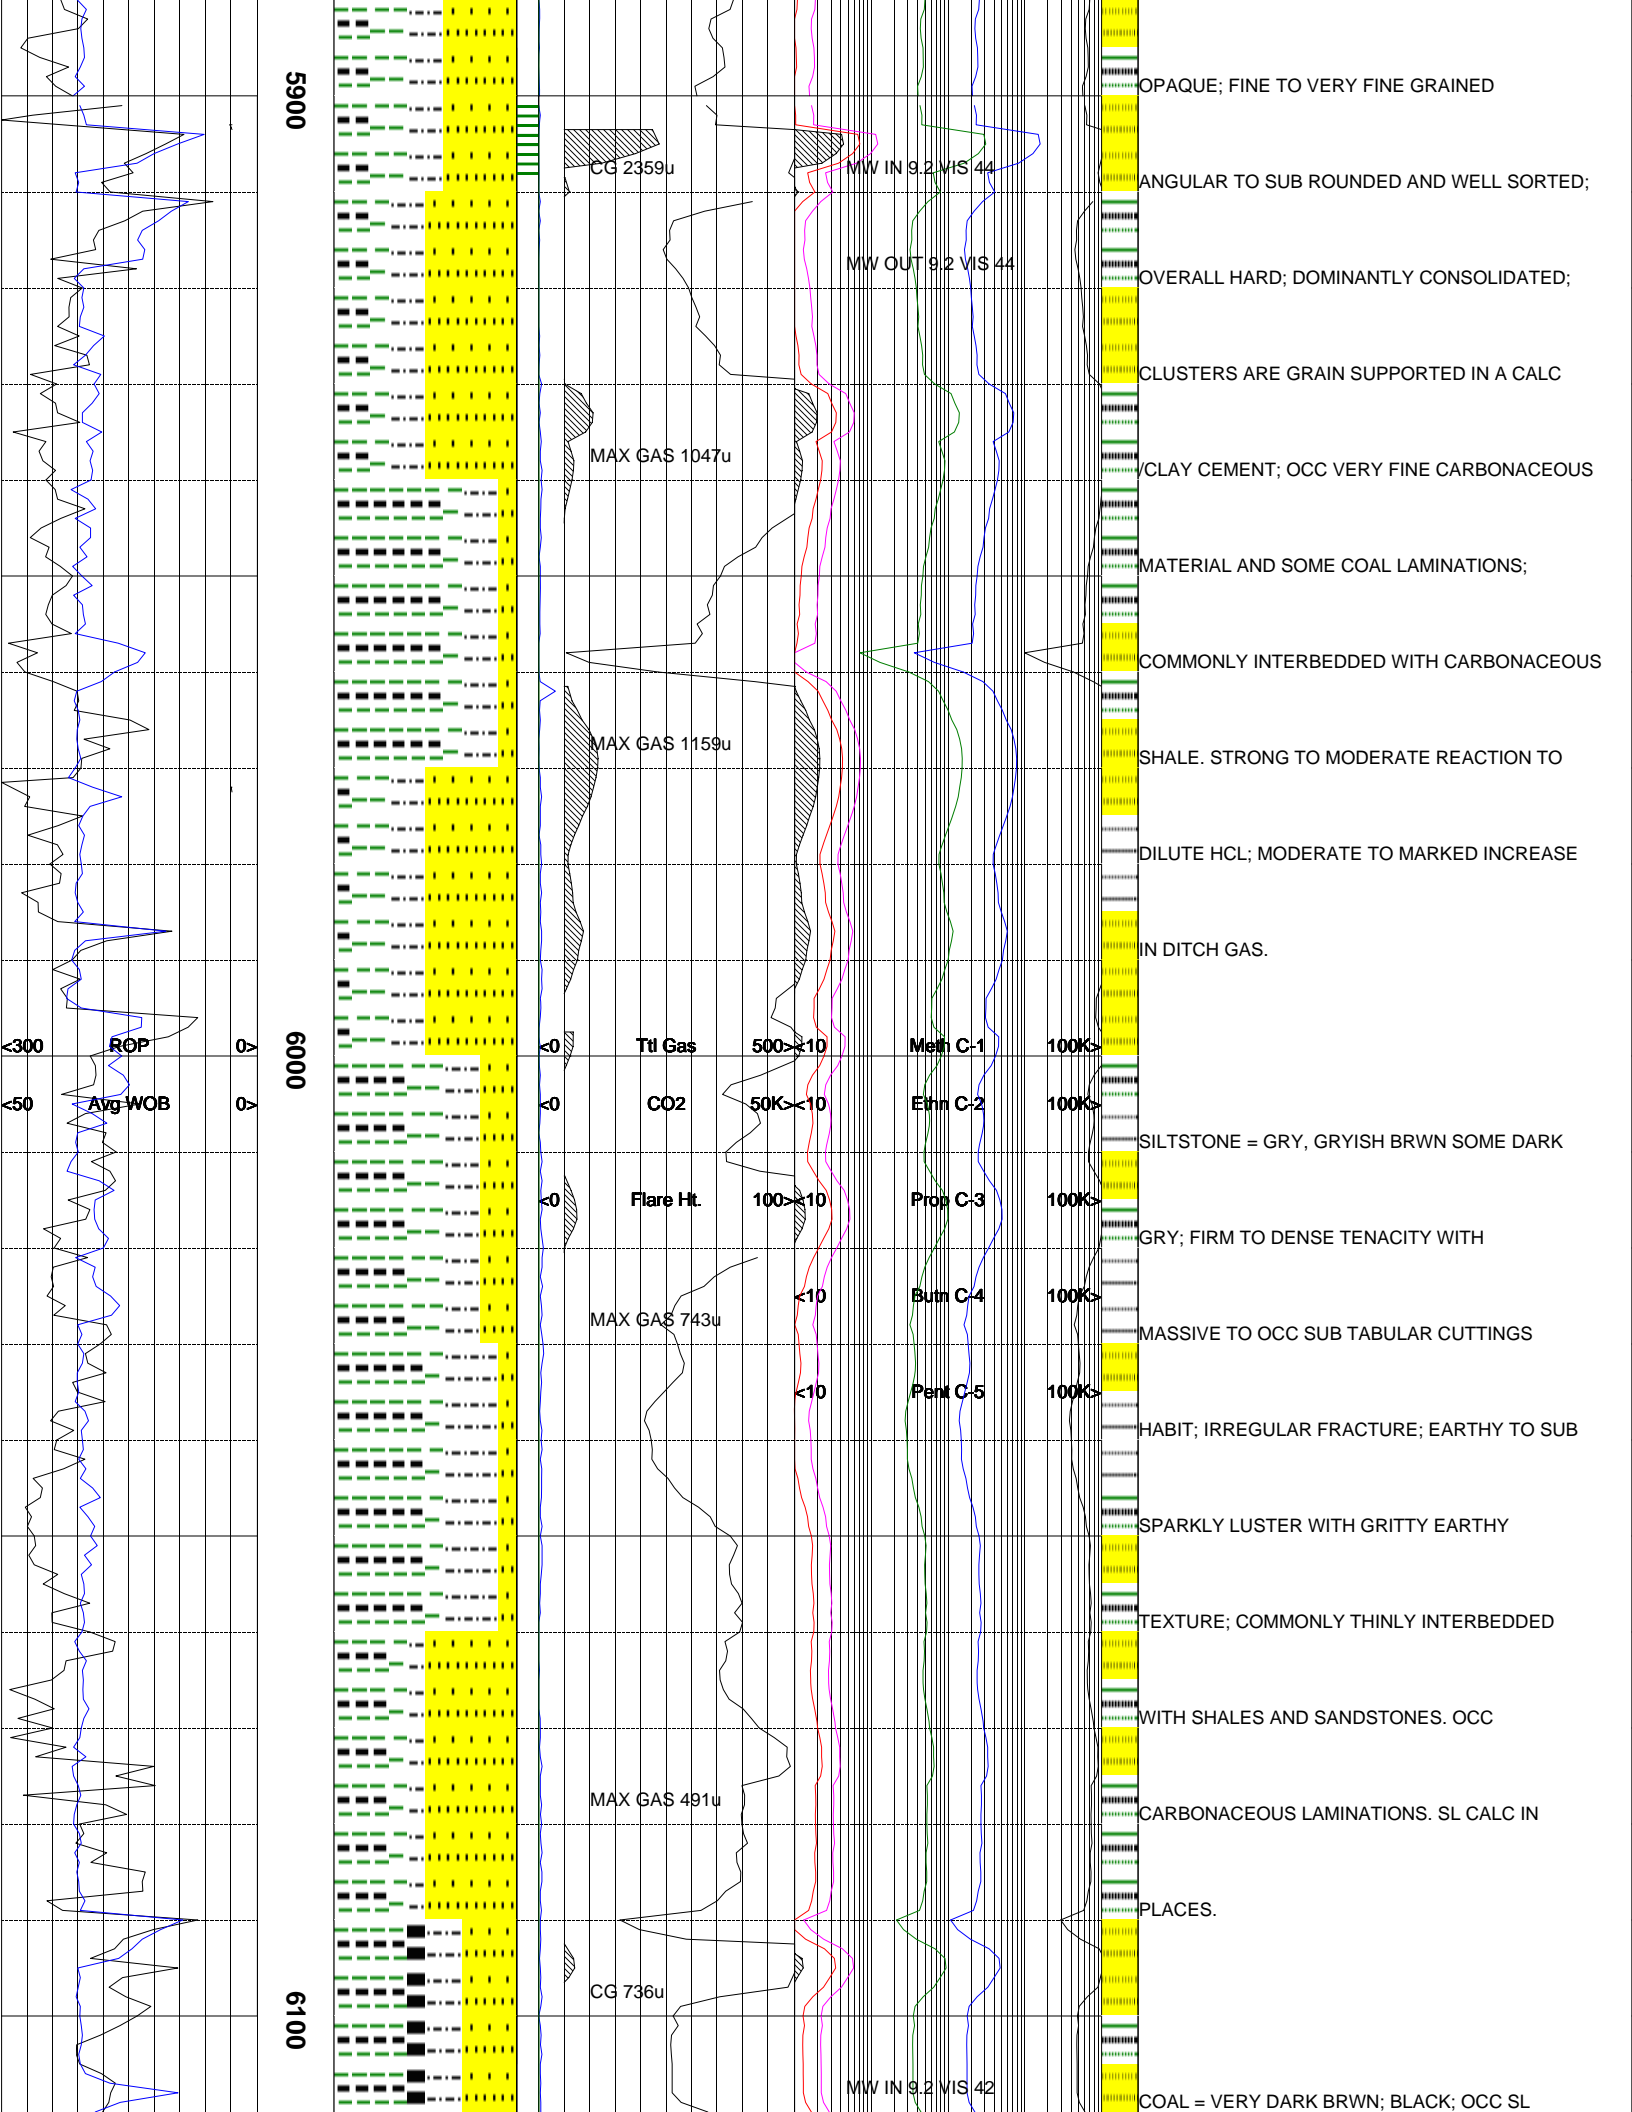 5900
OPAQUE; FINE TO VERY FINE GRAINED
CG 2359u
MW IN 9.2 VIS 44
ANGULAR TO SUB ROUNDED AND WELL SORTED;
MW OUT 9.2 VIS 44
OVERALL HARD; DOMINANTLY CONSOLIDATED;
CLUSTERS ARE GRAIN SUPPORTED IN A CALC
MAX GAS 1047u
/CLAY CEMENT; OCC VERY FINE CARBONACEOUS
MATERIAL AND SOME COAL LAMINATIONS;
COMMONLY INTERBEDDED WITH CARBONACEOUS
MAX GAS 1159u
SHALE. STRONG TO MODERATE REACTION TO
DILUTE HCL; MODERATE TO MARKED INCREASE
IN DITCH GAS.
6000
<300 ROP 0>
<0 Ttl Gas 500>
<10 Meth C-1 100K>
<50 Avg WOB 0>
<0 CO2 50K>
<10 Ethn C-2 100K>
SILTSTONE = GRY, GRYISH BRWN SOME DARK
<0 Flare Ht. 100>
<10 Prop C-3 100K>
GRY; FIRM TO DENSE TENACITY WITH
<10 Butn C-4 100K>
MAX GAS 743u
MASSIVE TO OCC SUB TABULAR CUTTINGS
<10 Pent C-5 100K>
HABIT; IRREGULAR FRACTURE; EARTHY TO SUB
SPARKLY LUSTER WITH GRITTY EARTHY
TEXTURE; COMMONLY THINLY INTERBEDDED
WITH SHALES AND SANDSTONES. OCC
MAX GAS 491u
CARBONACEOUS LAMINATIONS. SL CALC IN
PLACES.
CG 736u
6100
MW IN 9.2 VIS 42
COAL = VERY DARK BRWN; BLACK; OCC SL